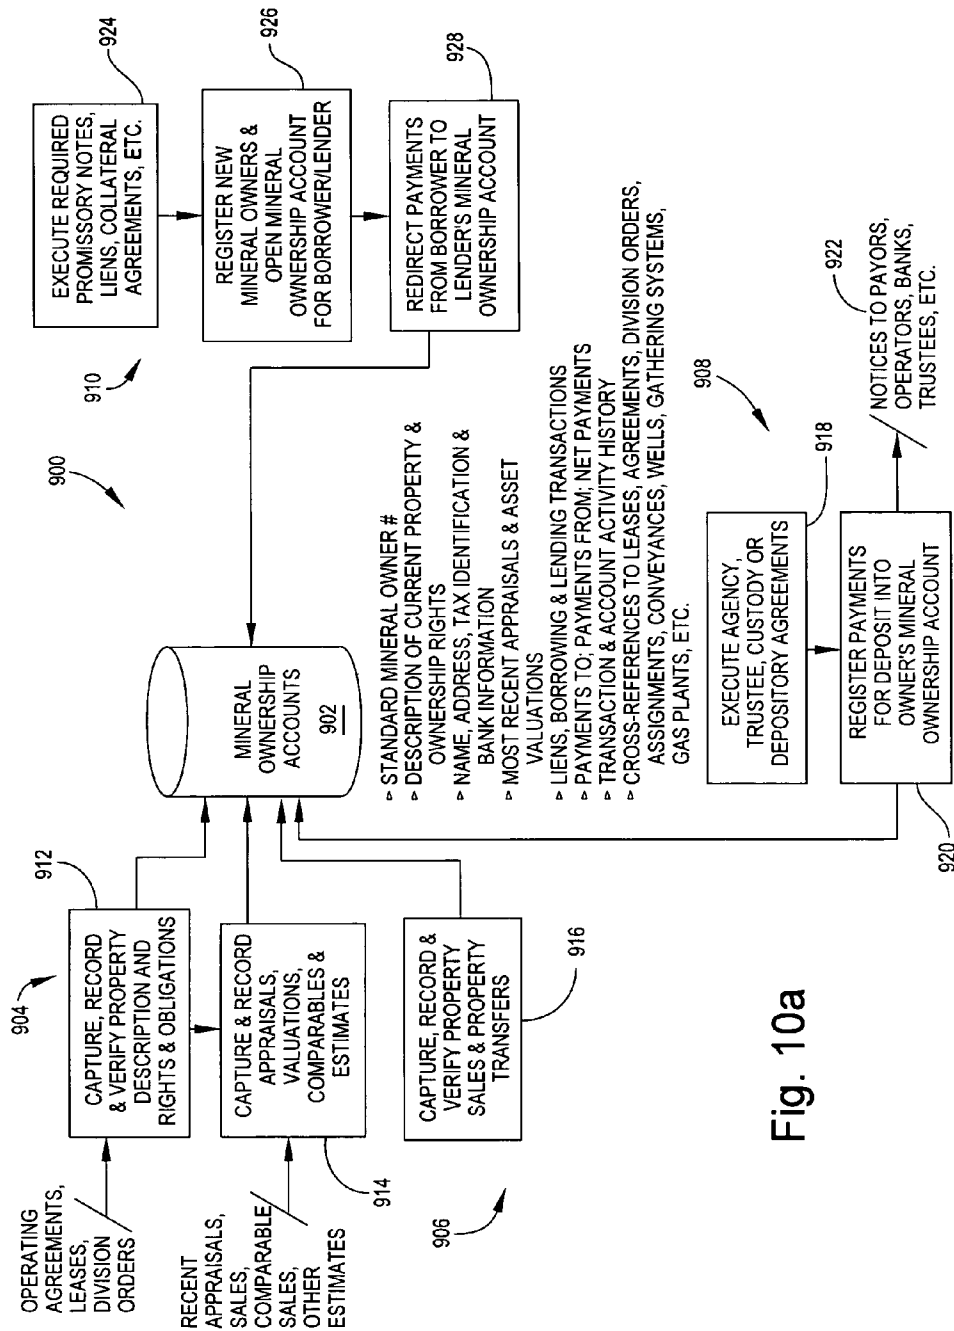 OPERATING
AGREEMENTS,
LEASES,
DIVISION
ORDERS
904
912
CAPTURE, RECORD
& VERIFY PROPERTY
DESCRIPTION AND
RIGHTS & OBLIGATIONS
RECENT
APPRAISALS,
SALES,
COMPARABLE
SALES,
OTHER
ESTIMATES
CAPTURE & RECORD
APPRAISALS,
VALUATIONS,
COMPARABLES &
ESTIMATES
914
906
CAPTURE, RECORD &
VERIFY PROPERTY
SALES & PROPERTY
TRANSFERS
916
MINERAL
OWNERSHIP
ACCOUNTS
902
900
910
EXECUTE REQUIRED
PROMISSORY NOTES,
LIENS, COLLATERAL
AGREEMENTS, ETC.
924
REGISTER NEW
MINERAL OWNERS &
OPEN MINERAL
OWNERSHIP ACCOUNT
FOR BORROWER/LENDER
926
REDIRECT PAYMENTS
FROM BORROWER TO
LENDER'S MINERAL
OWNERSHIP ACCOUNT
928
▹ STANDARD MINERAL OWNER #
▹ DESCRIPTION OF CURRENT PROPERTY &
OWNERSHIP RIGHTS
▹ NAME, ADDRESS, TAX IDENTIFICATION &
BANK INFORMATION
▹ MOST RECENT APPRAISALS & ASSET
VALUATIONS
▹ LIENS, BORROWING & LENDING TRANSACTIONS
▹ PAYMENTS TO; PAYMENTS FROM; NET PAYMENTS
▹ TRANSACTION & ACCOUNT ACTIVITY HISTORY
▹ CROSS-REFERENCES TO LEASES, AGREEMENTS, DIVISION ORDERS,
ASSIGNMENTS, CONVEYANCES, WELLS, GATHERING SYSTEMS,
GAS PLANTS, ETC.
908
EXECUTE AGENCY,
TRUSTEE, CUSTODY OR
DEPOSITORY AGREEMENTS
918
REGISTER PAYMENTS
FOR DEPOSIT INTO
OWNER'S MINERAL
OWNERSHIP ACCOUNT
920
922
NOTICES TO PAYORS,
OPERATORS, BANKS,
TRUSTEES, ETC.
Fig. 10a